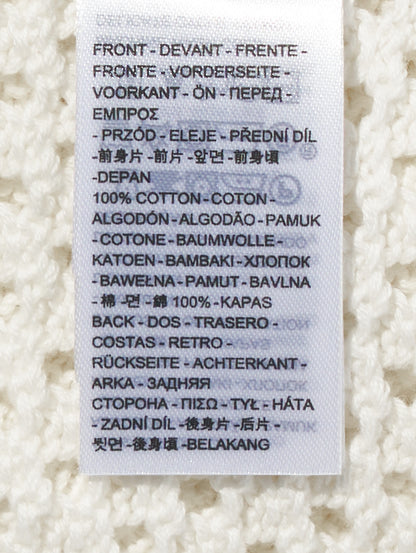 FRONT - DEVANT - FRENTE -
FRONTE - VORDERSEITE -
VOORKANT - ÖN - ПЕРЕД -
ΕΜΠΡΟΣ
- PRZÓD - ELEJE - PŘEDNÍ DÍL
-前身片 -前片 -앞면 -前身頃
-DEPAN
100% COTTON - COTON -
ALGODÓN - ALGODÃO - PAMUK
- COTONE - BAUMWOLLE -
KATOEN - BAMBAKI - ХЛОПОК
- BAWEŁNA - PAMUT - BAVLNA
- 棉 -면 - 綿 100% - KAPAS
BACK - DOS - TRASERO -
COSTAS - RETRO -
RÜCKSEITE - ACHTERKANT -
ARKA - ЗАДНЯЯ
СТОРОНА - ΠΙΣΩ - TYŁ - HÁTA
- ZADNÍ DÍL -後身片 -后片 -
뒷면 -後身頃 -BELAKANG